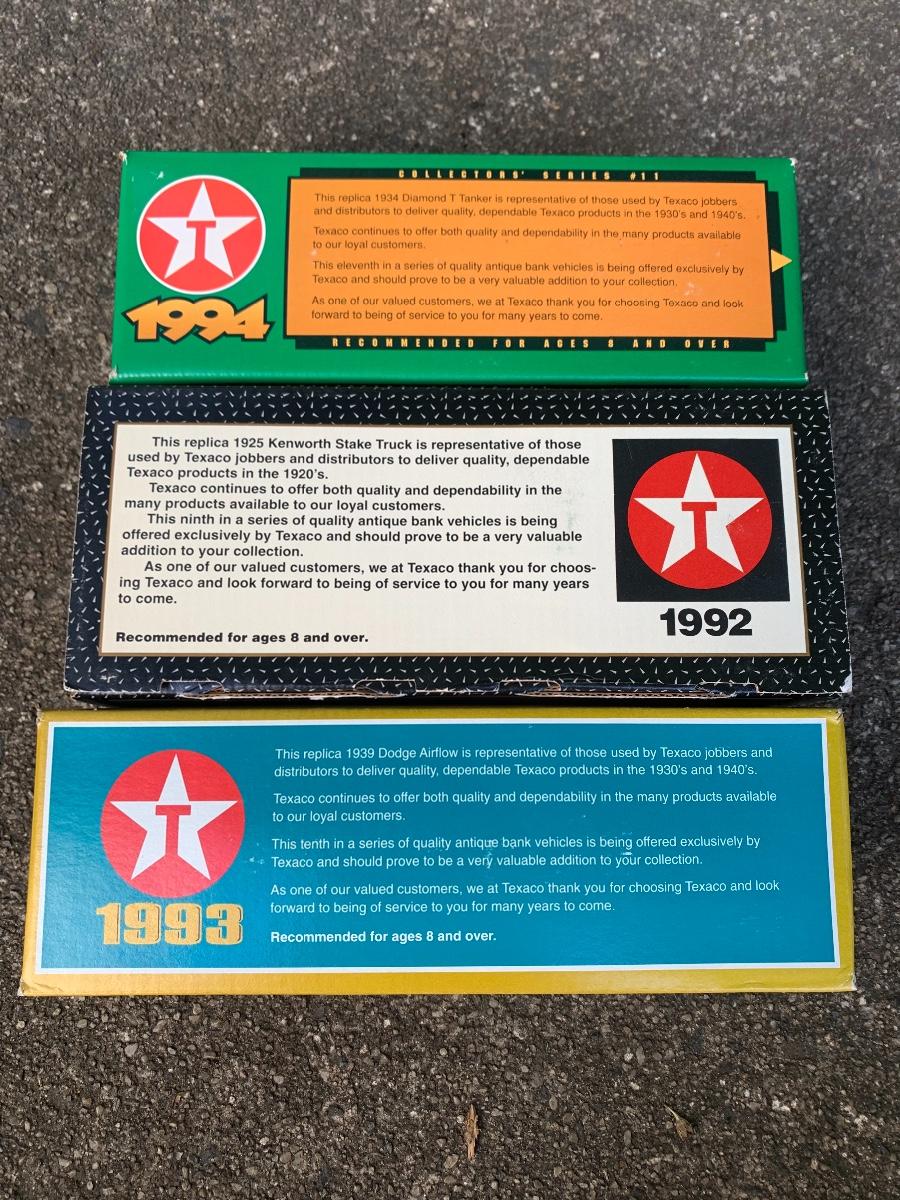 COLLECTORS' SERIES #11
T
1994
This replica 1934 Diamond T Tanker is representative of those used by Texaco jobbers
and distributors to deliver quality, dependable Texaco products in the 1930's and 1940's.
Texaco continues to offer both quality and dependability in the many products available
to our loyal customers.
This eleventh in a series of quality antique bank vehicles is being offered exclusively by
Texaco and should prove to be a very valuable addition to your collection.
As one of our valued customers, we at Texaco thank you for choosing Texaco and look
forward to being of service to you for many years to come.
RECOMMENDED FOR AGES 8 AND OVER
This replica 1925 Kenworth Stake Truck is representative of those
used by Texaco jobbers and distributors to deliver quality, dependable
Texaco products in the 1920's.
Texaco continues to offer both quality and dependability in the
many products available to our loyal customers.
This ninth in a series of quality antique bank vehicles is being
offered exclusively by Texaco and should prove to be a very valuable
addition to your collection.
As one of our valued customers, we at Texaco thank you for choos-
ing Texaco and look forward to being of service to you for many years
to come.
Recommended for ages 8 and over.
T
1992
T
1993
This replica 1939 Dodge Airflow is representative of those used by Texaco jobbers and
distributors to deliver quality, dependable Texaco products in the 1930's and 1940's.
Texaco continues to offer both quality and dependability in the many products available
to our loyal customers.
This tenth in a series of quality antique bank vehicles is being offered exclusively by
Texaco and should prove to be a very valuable addition to your collection.
As one of our valued customers, we at Texaco thank you for choosing Texaco and look
forward to being of service to you for many years to come.
Recommended for ages 8 and over.